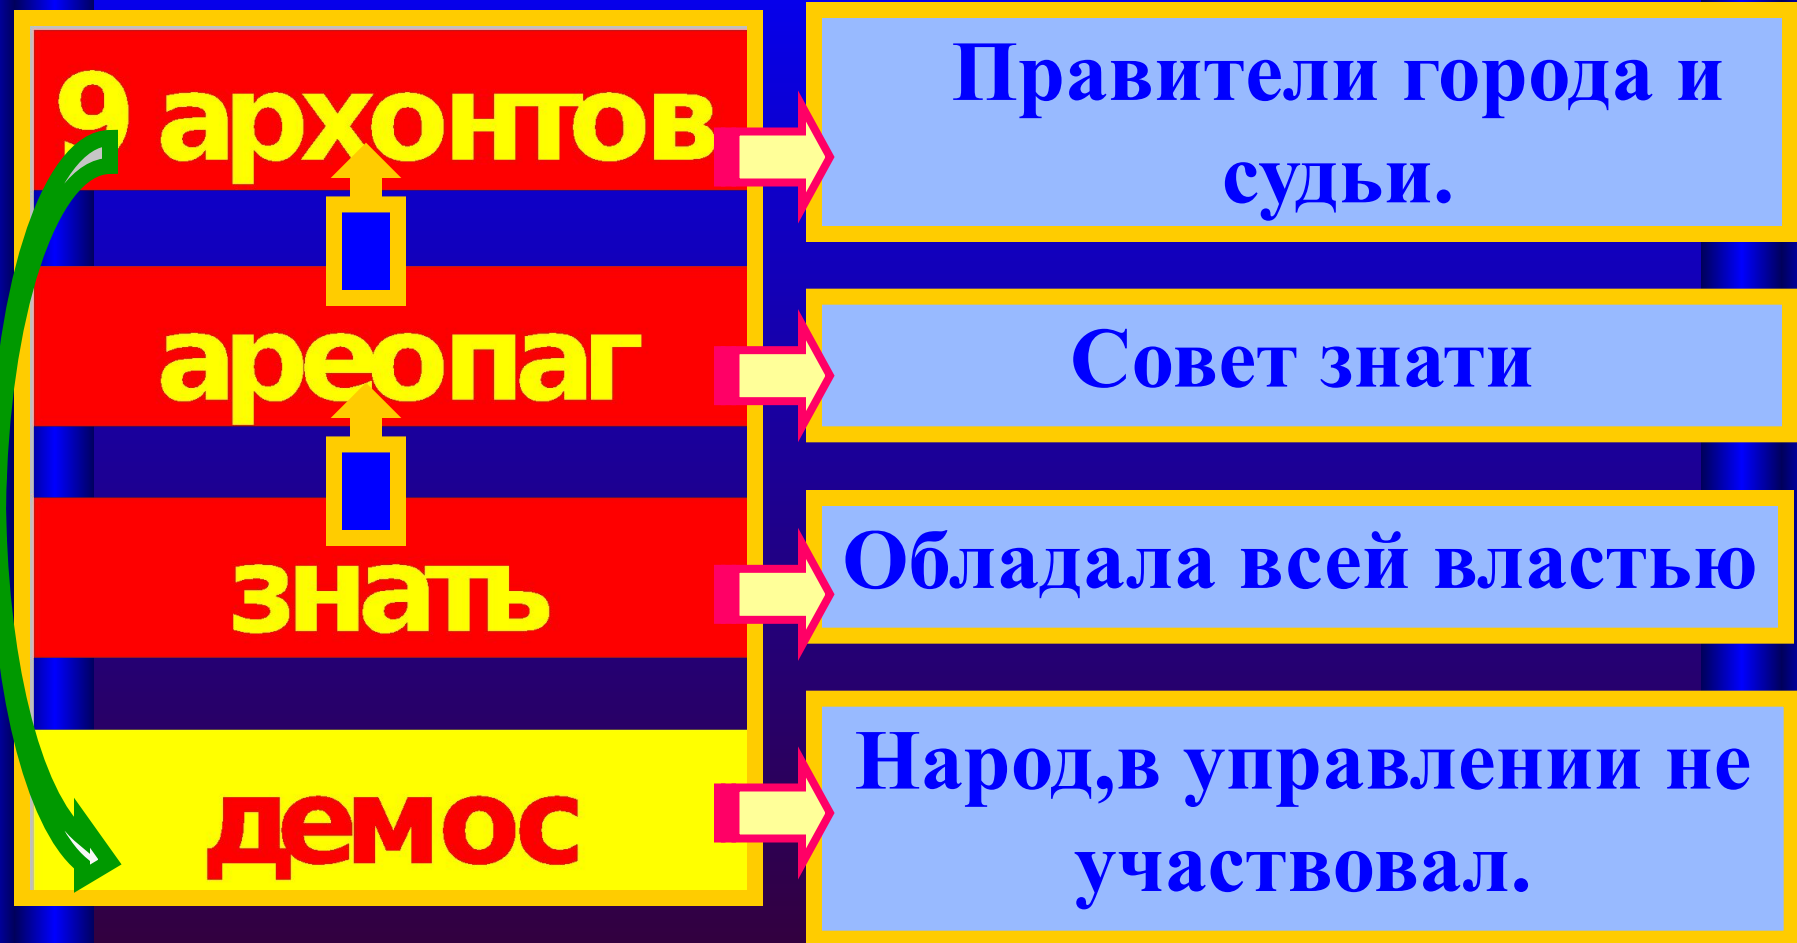 9 архонтов
Правители города и
судьи.
ареопаг
Совет знати
знать
Обладала всей властью
демос
Народ,в управлении не
участвовал.